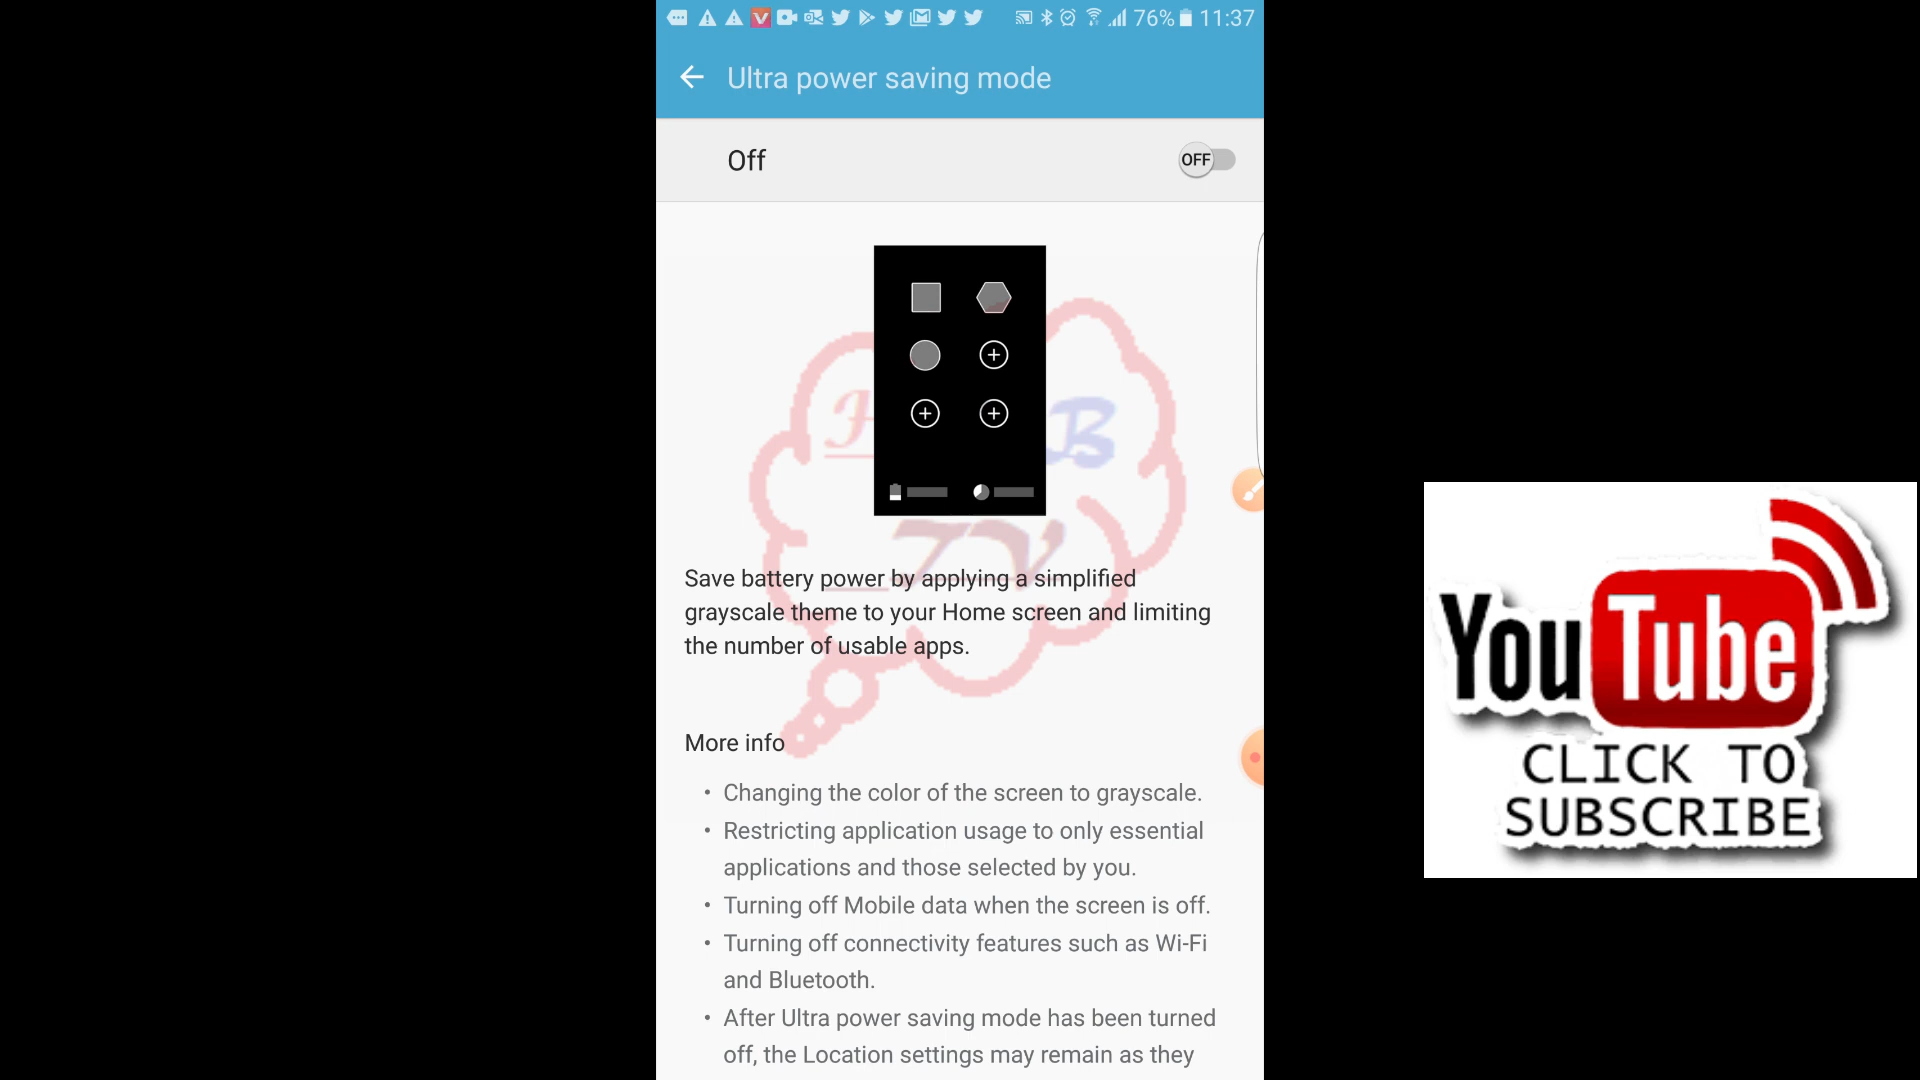 76% 11:37
Ultra power saving mode
Off
OFF
B
TV
Save battery power by applying a simplified
grayscale theme to your Home screen and limiting
the number of usable apps.
More info
• Changing the color of the screen to grayscale.
• Restricting application usage to only essential
applications and those selected by you.
• Turning off Mobile data when the screen is off.
• Turning off connectivity features such as Wi-Fi
and Bluetooth.
• After Ultra power saving mode has been turned
off, the Location settings may remain as they
YouTube
CLICK TO
SUBSCRIBE